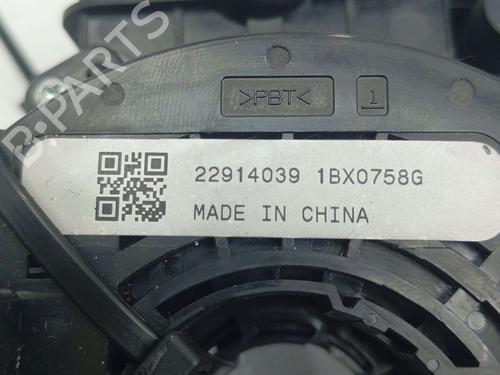 B-PARTS
>PBT<
1
22914039 1BX0758G
MADE IN CHINA